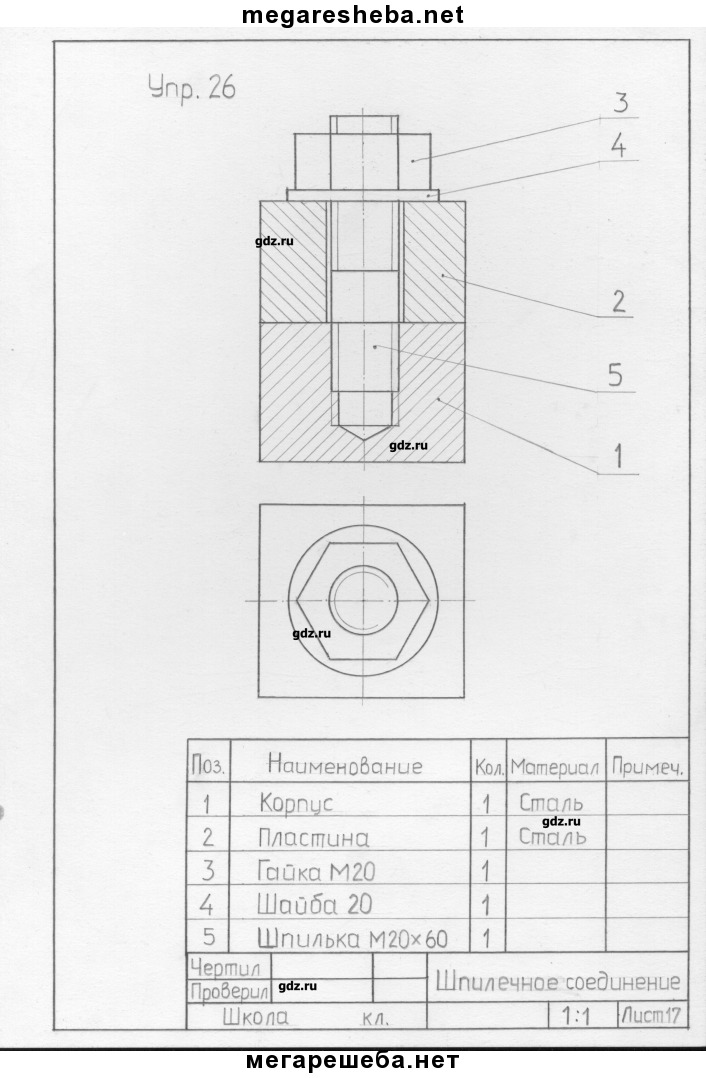 megaresheba.net
Упр. 26
3
4
gdz.ru
2
5
gdz.ru
1
gdz.ru
Поз. Наименование Кол. Материал Примеч.
1 Корпус 1 Сталь
gdz.ru
2 Пластина 1 Сталь
3 Гайка М20 1
4 Шайба 20 1
5 Шпилька М20×60 1
Чертил
Шпилечное соединение
Проверил gdz.ru
Школа кл. 1:1 Лист 17
мегарешеба.нет